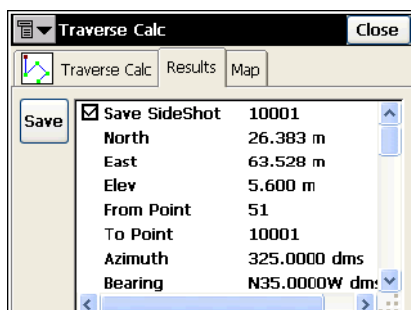 Traverse Calc Close
Traverse Calc Results Map
Save
Save SideShot 10001
North 26.383 m
East 63.528 m
Elev 5.600 m
From Point 51
To Point 10001
Azimuth 325.0000 dms
Bearing N35.0000W dms